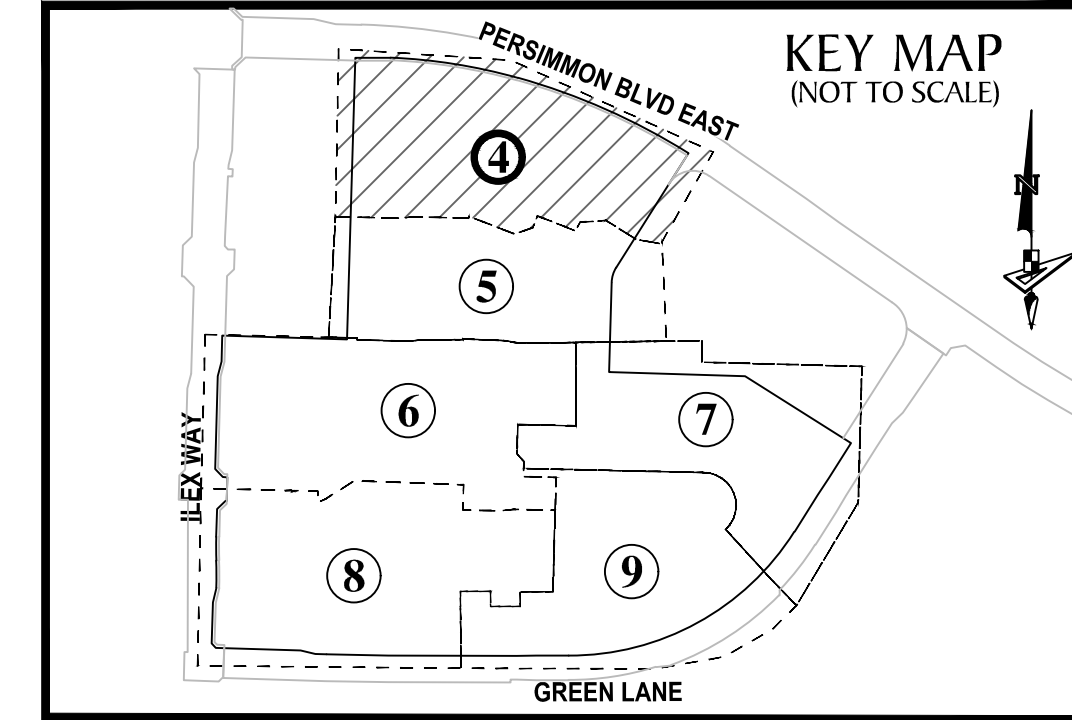 PERSIMMON BLVD EAST
KEY MAP
(NOT TO SCALE)
4
N
5
6
7
ILEX WAY
8
9
GREEN LANE